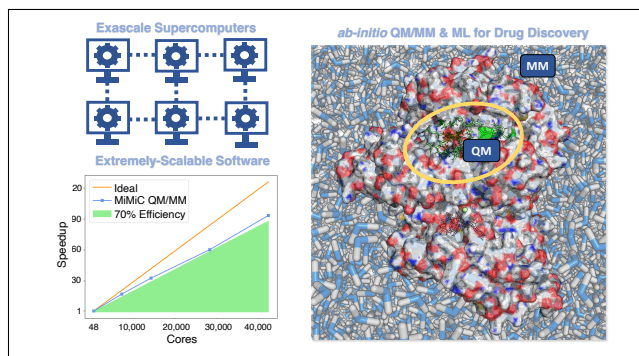 Exascale Supercomputers
ab-initio QM/MM & ML for Drug Discovery
MM
QM
Extremely-Scalable Software
Ideal
MiMiC QM/MM
70% Efficiency
20
90
60
30
1
Speedup
48 10,000 20,000 30,000 40,000
Cores